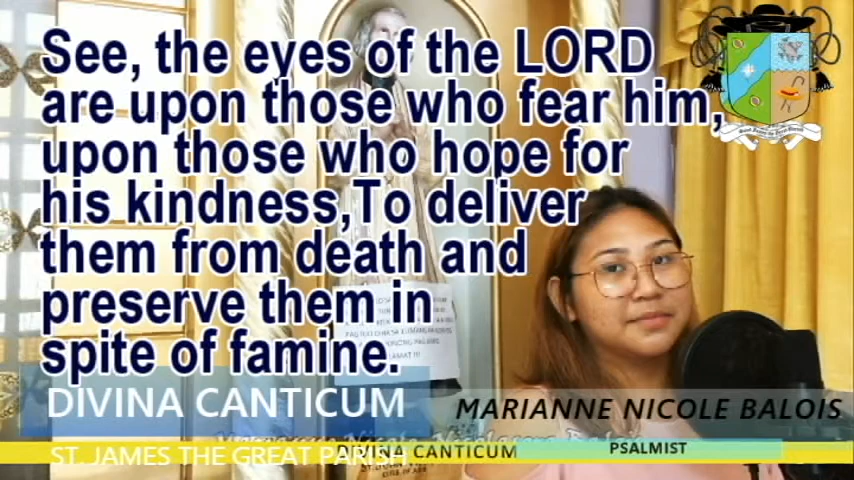 See, the eyes of the LORD
are upon those who fear him,
upon those who hope for
his kindness,To deliver
them from death and
preserve them in
spite of famine.
DIVINA CANTICUM
MARIANNE NICOLE BALOIS
DIVINA CANTICUM
PSALMIST
ST. JAMES THE GREAT PARISH